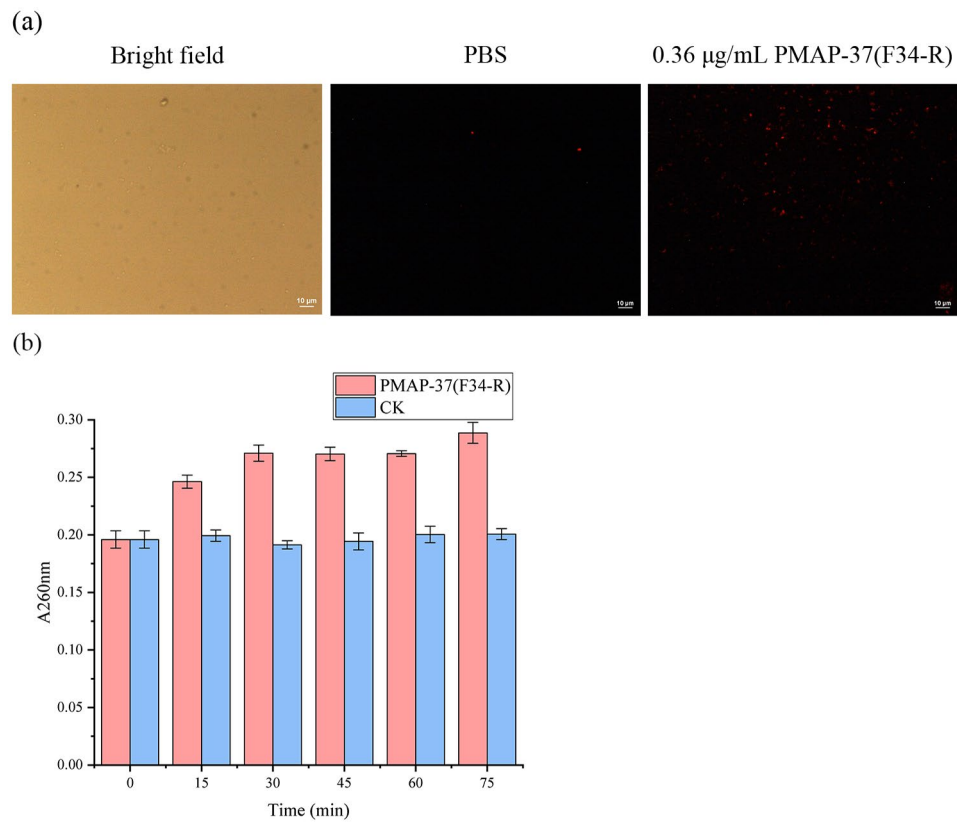 (a)
Bright field
PBS
0.36 μg/mL PMAP-37(F34-R)
10 μm
10 μm
10 μm
(b)
PMAP-37(F34-R)
CK
0.30
0.25
0.20
0.15
0.10
0.05
0.00
A260nm
0 15 30 45 60 75
Time (min)